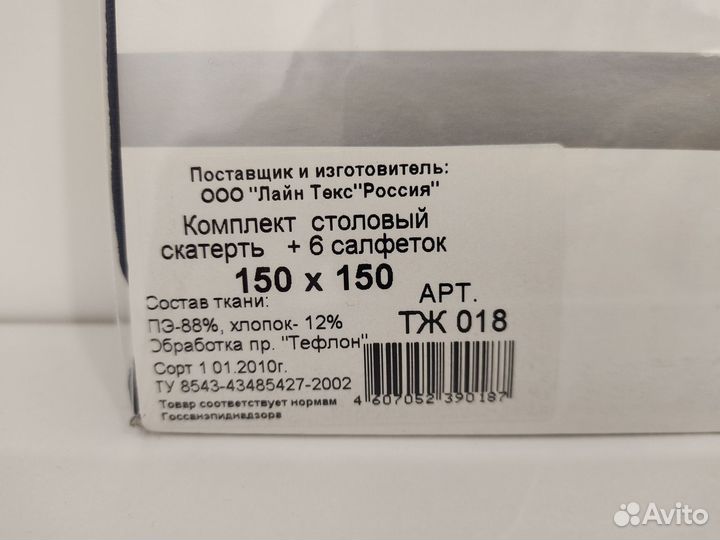 Поставщик и изготовитель:
ООО "Лайн Текс"Россия"
Комплект столовый
скатерть + 6 салфеток
150 х 150
АРТ.
ТЖ 018
Состав ткани:
ПЭ-88%, хлопок- 12%
Обработка пр. "Тефлон"
Сорт 1 01.2010г.
ТУ 8543-43485427-2002
Товар соответствует нормам
Госсанэпиднадзора
4 607052 390187
Avito